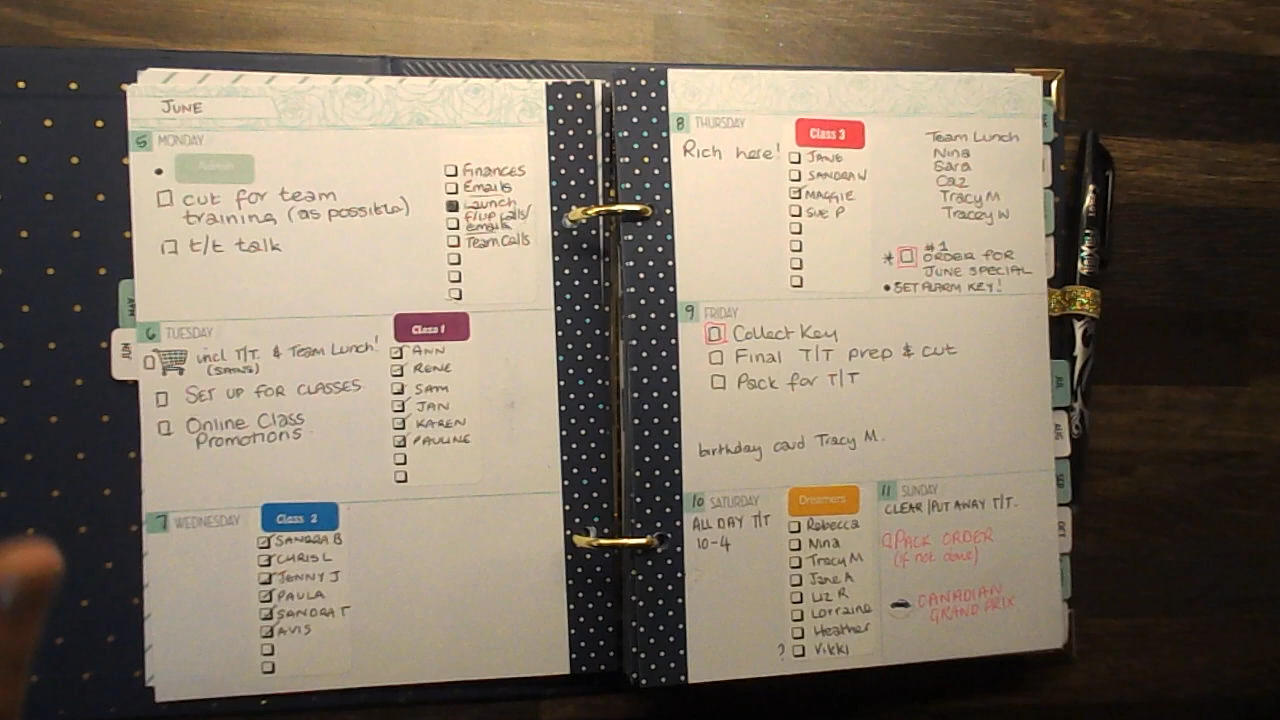 JUNE
5 MONDAY
Admin
cut for team
training (as possible)
t/t talk
Finances
Emails
Launch
f/up calls/
emails
Team Calls
6 TUESDAY
incl T/T. & Team Lunch!
(SAINS)
SET UP FOR CLASSES
Online Class
Promotions
Class 1
ANN
RENE
SAM
JAN
KAREN
PAULINE
7 WEDNESDAY
Class 2
SANDRA B
CHRIS L
JENNY J
PAULA
SANDRA T
AVIS
8 THURSDAY
Rich here!
Class 3
JANE
SANDRA W
MAGGIE
SUE P
Team Lunch
Nina
Sara
Caz
Tracy M
Tracey W
#1
* ORDER FOR
JUNE SPECIAL
• SET ALARM KEY!
9 FRIDAY
Collect Key
Final T/T prep & cut
Pack for T/T
birthday card Tracy M.
10 SATURDAY
ALL DAY T/T
10-4
Dreamers
Rebecca
Nina
Tracy M
Jane A
Liz R
Lorraine
Heather
? Vikki
11 SUNDAY
CLEAR/PUT AWAY T/T.
PACK ORDER
(if not done)
CANADIAN
GRAND PRIX
JUN
AUG